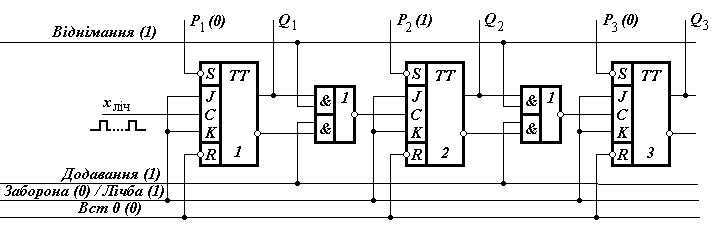 P1 (0) Q1 P2 (1) Q2 P3 (0) Q3
Віднімання (1)
S TT S TT S TT
J & 1 J & 1 J
xліч C C C
K & K & K
R 1 R 2 R 3
Додавання (1)
Заборона (0) / Лічба (1)
Вст 0 (0)